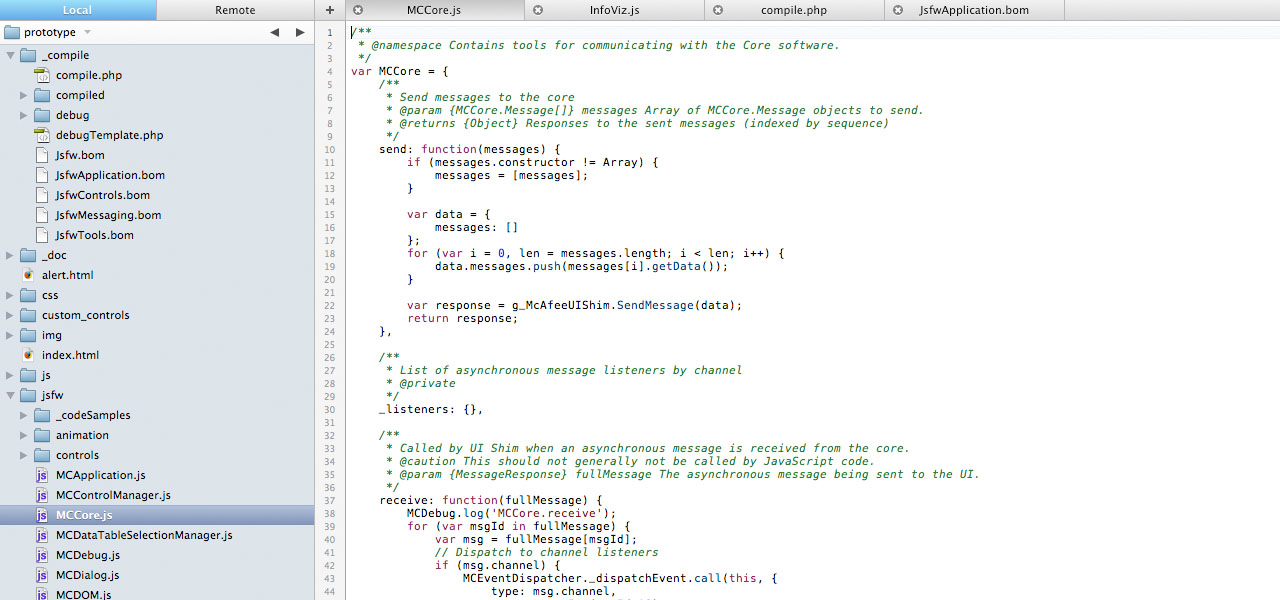 Local
Remote
+
MCCore.js
InfoViz.js
compile.php
JsfwApplication.bom
prototype
_compile
compile.php
compiled
debug
debugTemplate.php
Jsfw.bom
JsfwApplication.bom
JsfwControls.bom
JsfwMessaging.bom
JsfwTools.bom
_doc
alert.html
css
custom_controls
img
index.html
js
jsfw
_codeSamples
animation
controls
MCApplication.js
MCControlManager.js
MCCore.js
MCDataTableSelectionManager.js
MCDebug.js
MCDialog.js
MCDOM.js
1 /**
2  * @namespace Contains tools for communicating with the Core software.
3  */
4 var MCCore = {
5     /**
6      * Send messages to the core
7      * @param {MCCore.Message[]} messages Array of MCCore.Message objects to send.
8      * @returns {Object} Responses to the sent messages (indexed by sequence)
9      */
10     send: function(messages) {
11         if (messages.constructor != Array) {
12             messages = [messages];
13         }
14
15         var data = {
16             messages: []
17         };
18         for (var i = 0, len = messages.length; i < len; i++) {
19             data.messages.push(messages[i].getData());
20         }
21
22         var response = g_McAfeeUIShim.SendMessage(data);
23         return response;
24     },
25
26     /**
27      * List of asynchronous message listeners by channel
28      * @private
29      */
30     _listeners: {},
31
32     /**
33      * Called by UI Shim when an asynchronous message is received from the core.
34      * @caution This should not generally not be called by JavaScript code.
35      * @param {MessageResponse} fullMessage The asynchronous message being sent to the UI.
36      */
37     receive: function(fullMessage) {
38         MCDebug.log('MCCore.receive');
39         for (var msgId in fullMessage) {
40             var msg = fullMessage[msgId];
41             // Dispatch to channel listeners
42             if (msg.channel) {
43                 MCEventDispatcher._dispatchEvent.call(this, {
44                     type: msg.channel,